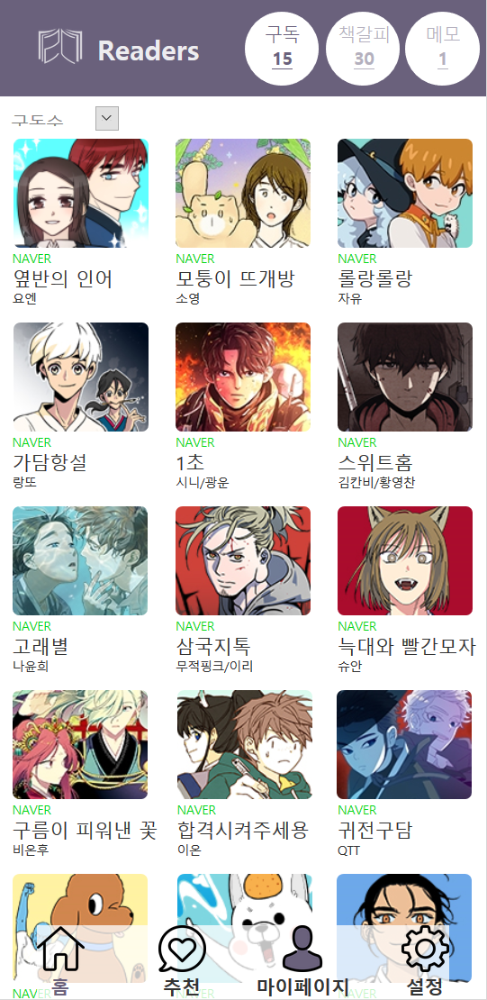 Readers
구독
15
책갈피
30
메모
1
구독순
NAVER
옆반의 인어
요엔
NAVER
모퉁이 뜨개방
소영
NAVER
롤랑롤랑
자유
NAVER
가담항설
랑또
NAVER
1초
시니/광운
NAVER
스위트홈
김칸비/황영찬
NAVER
고래별
나윤희
NAVER
삼국지톡
무적핑크/이리
NAVER
늑대와 빨간모자
슈안
NAVER
구름이 피워낸 꽃
비온후
NAVER
합격시켜주세용
이온
NAVER
귀전구담
QTT
홈
추천
마이페이지
설정